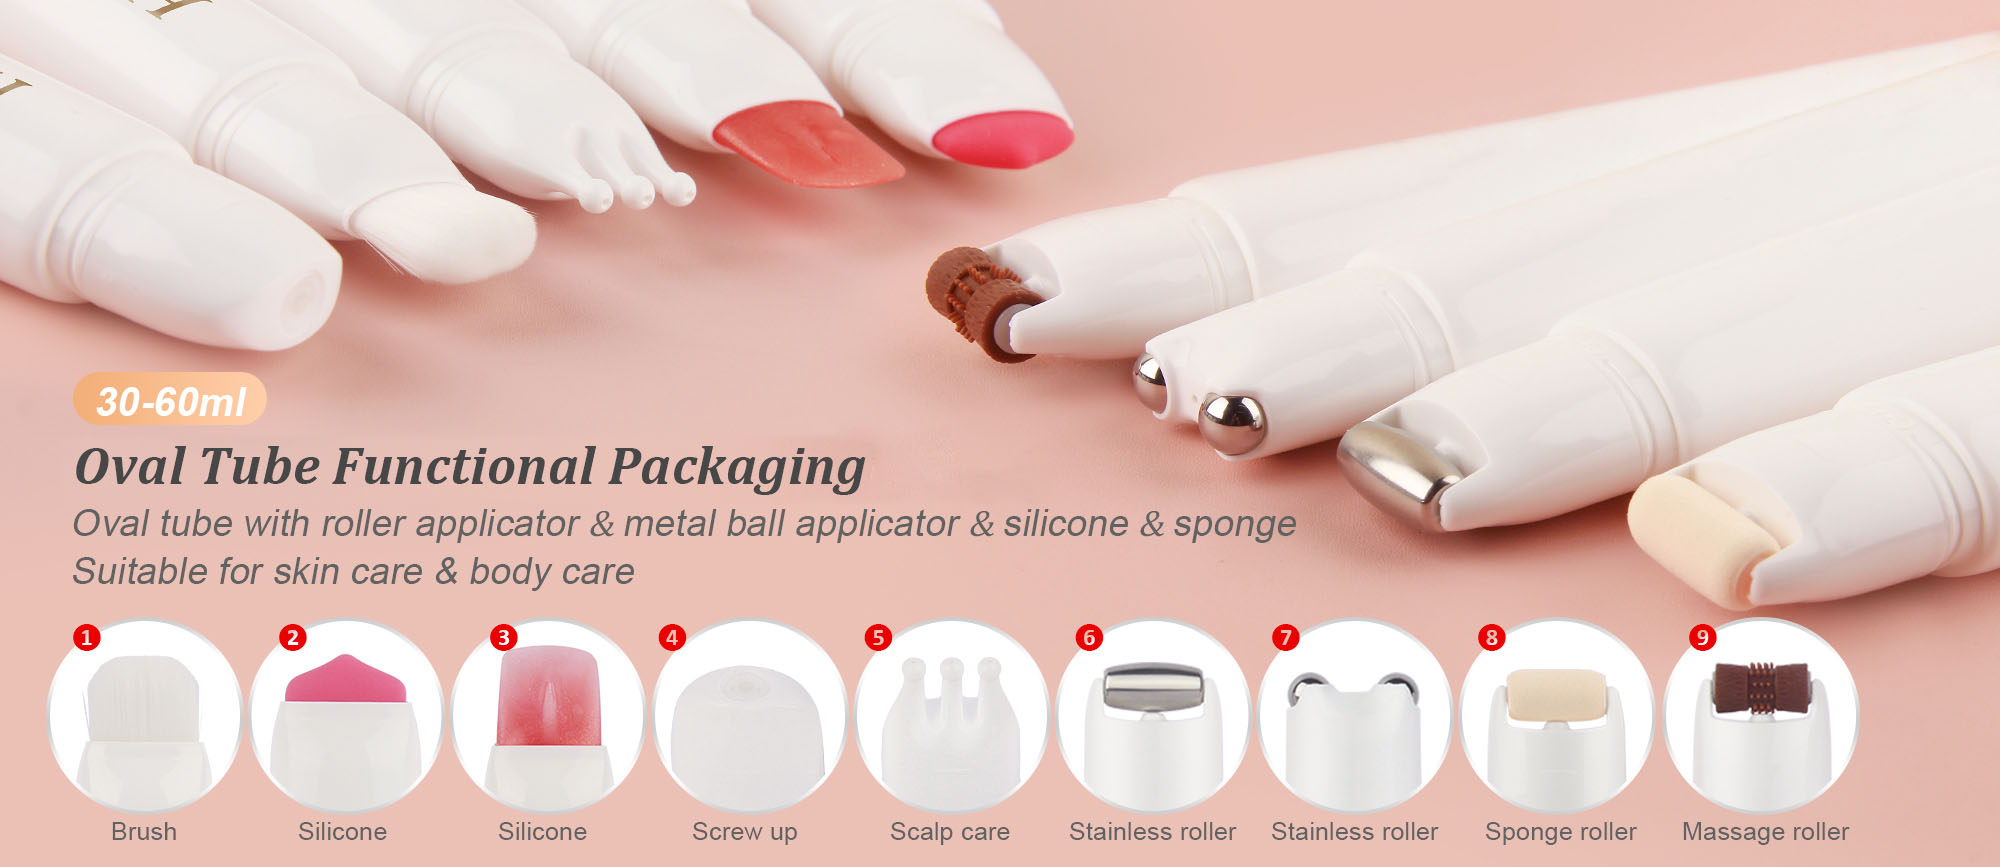 30-60ml
Oval Tube Functional Packaging
Oval tube with roller applicator & metal ball applicator & silicone & sponge
Suitable for skin care & body care
1 2 3 4 5 6 7 8 9
Brush Silicone Silicone Screw up Scalp care Stainless roller Stainless roller Sponge roller Massage roller